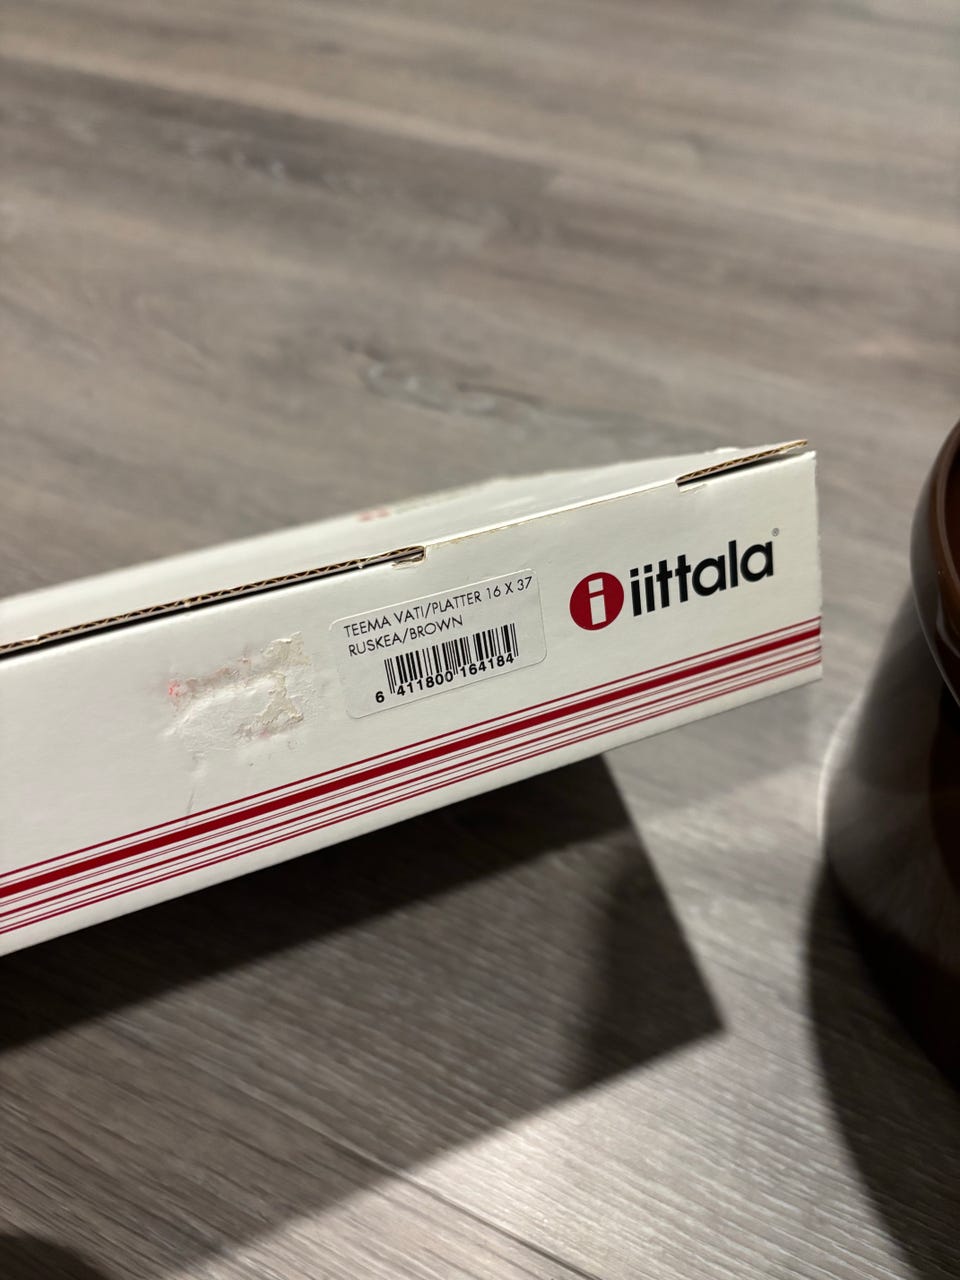 TEEMA VATI/PLATTER 16 X 37
RUSKEA/BROWN
6 411800 164184
i iittala®